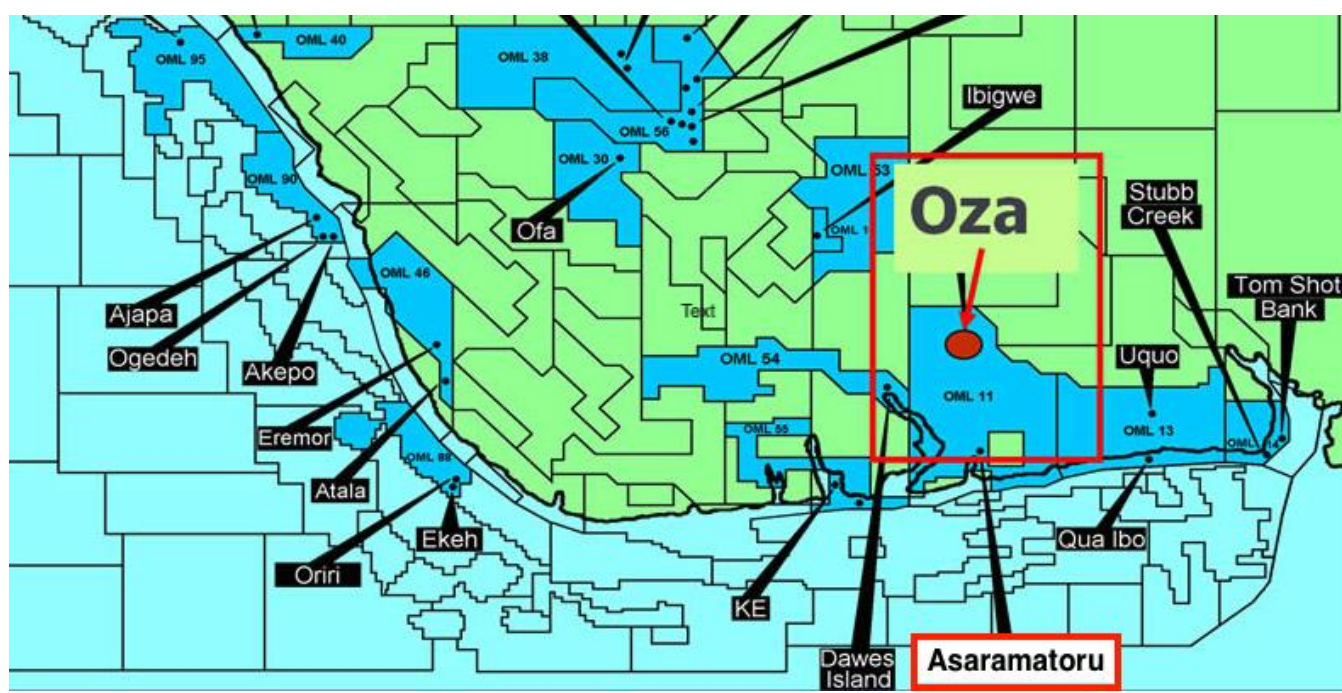 OML 40
OML 38
OML 95
Ibigwe
OML 56
OML 30
OML 53
OML 90
Stubb
Creek
Oza
Ofa
OML 1
OML 46
Tom Shot
Bank
Ajapa
Text
Ogedeh
Akepo
OML 54
Uquo
OML 11
Eremor
OML 55
OML 13
OML 14
OML 88
Atala
Ekeh
Qua Ibo
Oriri
KE
Dawes
Island
Asaramatoru